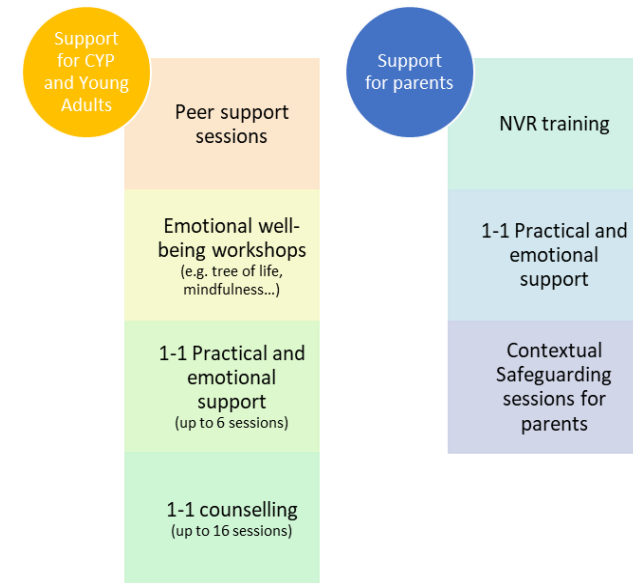 Support
for CYP
and Young
Adults
Peer support
sessions
Emotional well-
being workshops
(e.g. tree of life,
mindfulness…)
1-1 Practical and
emotional
support
(up to 6 sessions)
1-1 counselling
(up to 16 sessions)
Support
for parents
NVR training
1-1 Practical and
emotional
support
Contextual
Safeguarding
sessions for
parents